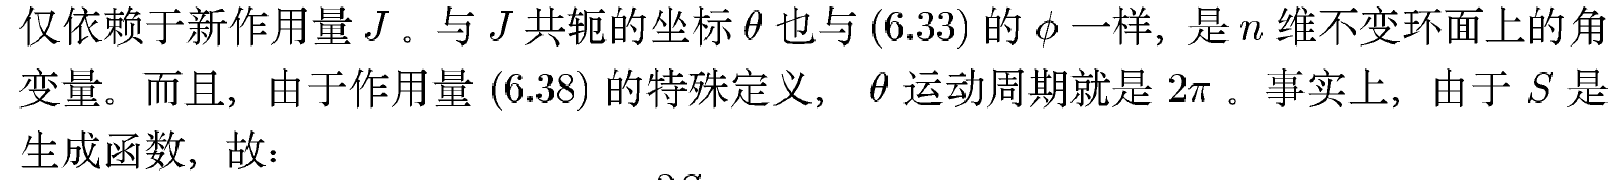 仅依赖于新作用量 J 。与 J 共轭的坐标 θ 也与 (6.33) 的 ϕ 一样, 是 n 维不变环面上的角
变量。而且, 由于作用量 (6.38) 的特殊定义, θ 运动周期就是 2π 。事实上, 由于 S 是
生成函数, 故: